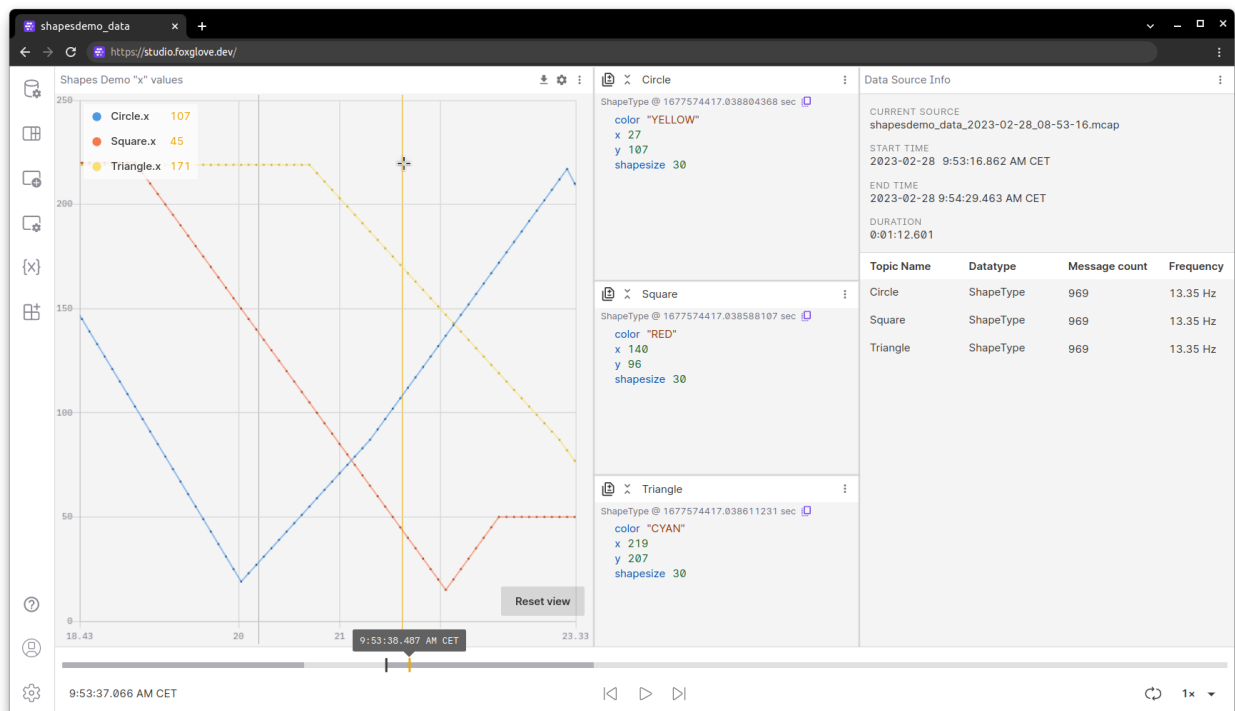 shapesdemo_data
https://studio.foxglove.dev/
Shapes Demo "x" values
250
200
150
100
50
0
Circle.x 107
Square.x 45
Triangle.x 171
Reset view
18.43 20 21 23.33
Circle
ShapeType @ 1677574417.038804368 sec
color "YELLOW"
x 27
y 107
shapesize 30
Square
ShapeType @ 1677574417.038588107 sec
color "RED"
x 140
y 96
shapesize 30
Triangle
ShapeType @ 1677574417.038611231 sec
color "CYAN"
x 219
y 207
shapesize 30
Data Source Info
CURRENT SOURCE
shapesdemo_data_2023-02-28_08-53-16.mcap
START TIME
2023-02-28 9:53:16.862 AM CET
END TIME
2023-02-28 9:54:29.463 AM CET
DURATION
0:01:12.601
Topic Name Datatype Message count Frequency
Circle ShapeType 969 13.35 Hz
Square ShapeType 969 13.35 Hz
Triangle ShapeType 969 13.35 Hz
9:53:38.487 AM CET
9:53:37.066 AM CET
1×